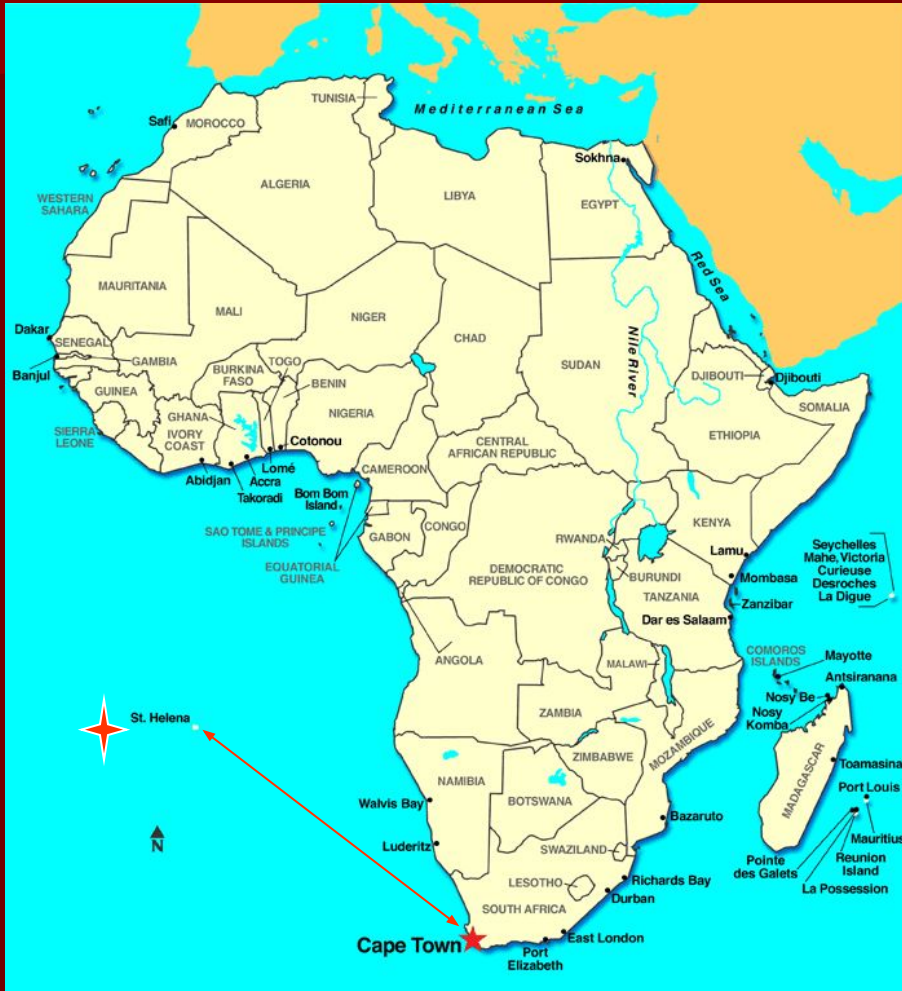 TUNISIA
Mediterranean Sea
Safi
MOROCCO
Sokhna
ALGERIA
LIBYA
EGYPT
WESTERN
SAHARA
Red Sea
MAURITANIA
MALI
NIGER
CHAD
SUDAN
Nile River
Dakar
SENEGAL
Banjul
GAMBIA
TOGO
BURKINA
FASO
BENIN
DJIBOUTI
Djibouti
GUINEA
SOMALIA
GHANA
NIGERIA
IVORY
COAST
SIERRA
LEONE
ETHIOPIA
Cotonou
CENTRAL
AFRICAN REPUBLIC
Lomé
Accra
Abidjan
Takoradi
CAMEROON
Bom Bom
Island
SAO TOME & PRINCIPE
ISLANDS
GABON
CONGO
KENYA
RWANDA
EQUATORIAL
GUINEA
DEMOCRATIC
REPUBLIC OF CONGO
BURUNDI
TANZANIA
Lamu
Mombasa
Zanzibar
Dar es Salaam
Seychelles
Mahe, Victoria
Curieuse
Desroches
La Digue
ANGOLA
MALAWI
COMOROS
ISLANDS
Mayotte
Antsiranana
Nosy Be
Nosy
Komba
ZAMBIA
St. Helena
MOZAMBIQUE
ZIMBABWE
MADAGASCAR
Toamasina
NAMIBIA
BOTSWANA
Port Louis
Walvis Bay
Bazaruto
Mauritius
Luderitz
SWAZILAND
Pointe
des Galets
Reunion
Island
La Possession
LESOTHO
Richards Bay
Durban
SOUTH AFRICA
N
Cape Town
East London
Port
Elizabeth